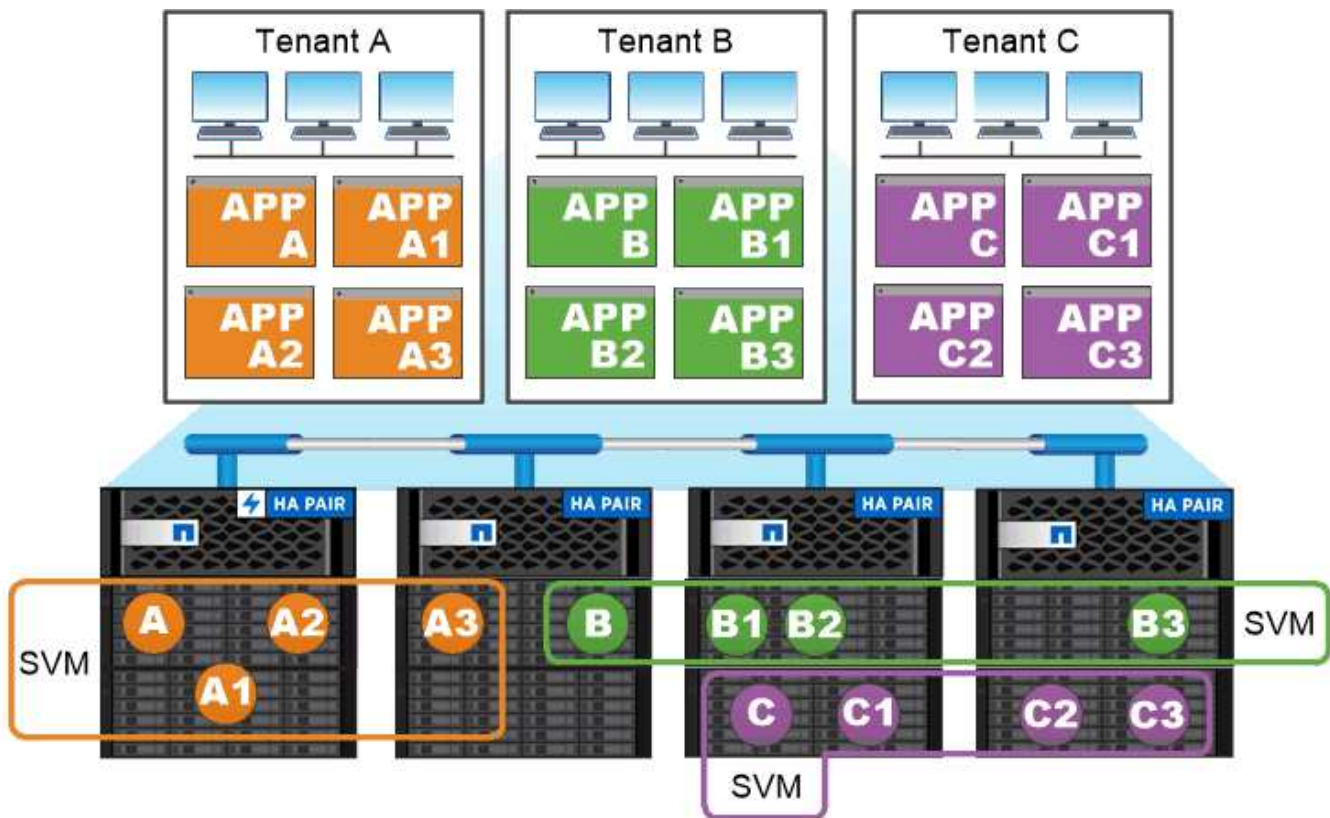 Tenant A
Tenant B
Tenant C
APP
A
APP
A1
APP
B
APP
B1
APP
C
APP
C1
APP
A2
APP
A3
APP
B2
APP
B3
APP
C2
APP
C3
HA PAIR
HA PAIR
HA PAIR
HA PAIR
A
A2
A3
B
B1
B2
B3
SVM
SVM
A1
C
C1
C2
C3
SVM